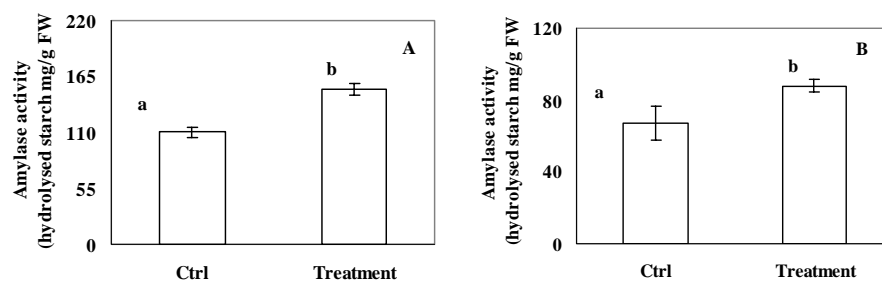 Amylase activity
(hydrolysed starch mg/g FW
220
165
110
55
0
A
a
b
Ctrl
Treatment
Amylase activity
(hydrolysed starch mg/g FW
120
80
40
0
B
a
b
Ctrl
Treatment